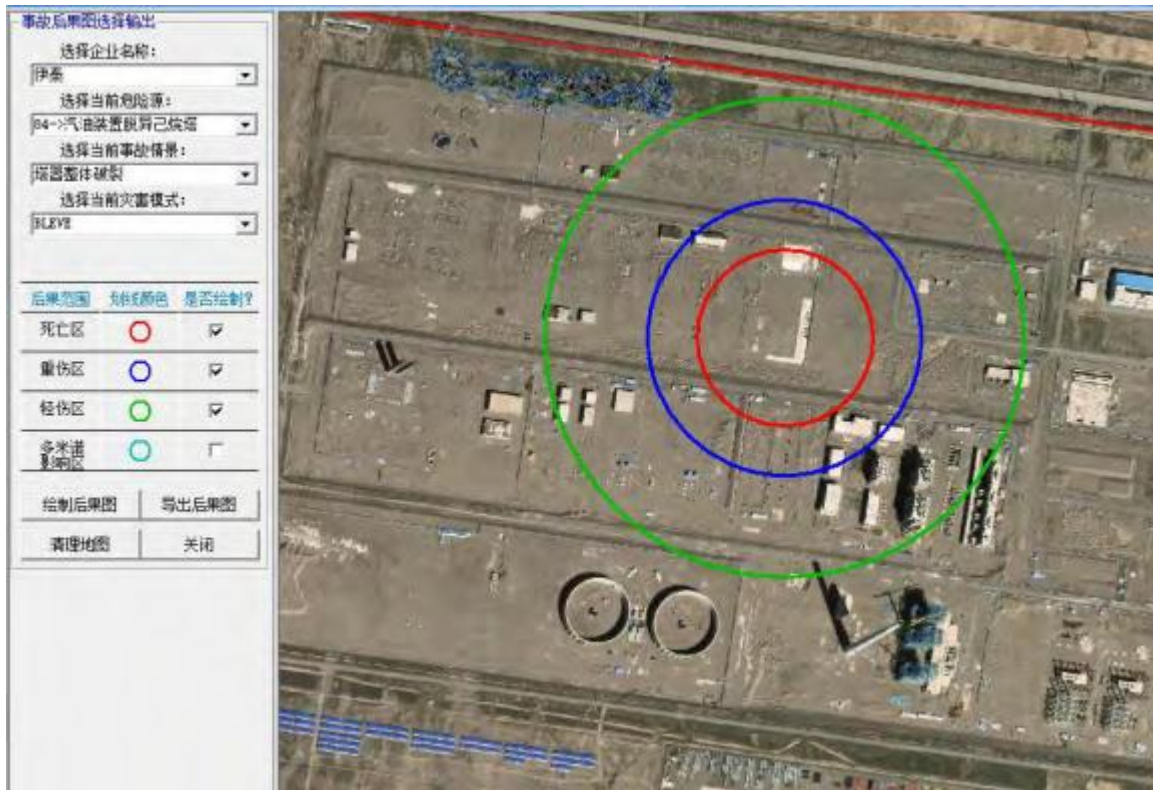 事故后果图选择输出
选择企业名称：
伊泰
选择当前危险源：
84->汽油装置脱异己烷塔
选择当前事故情景：
塔器整体破裂
选择当前灾害模式：
BLEVE
后果范围 划线颜色 是否绘制?
死亡区
重伤区
轻伤区
多米诺
影响区
绘制后果图 导出后果图
清理地图 关闭